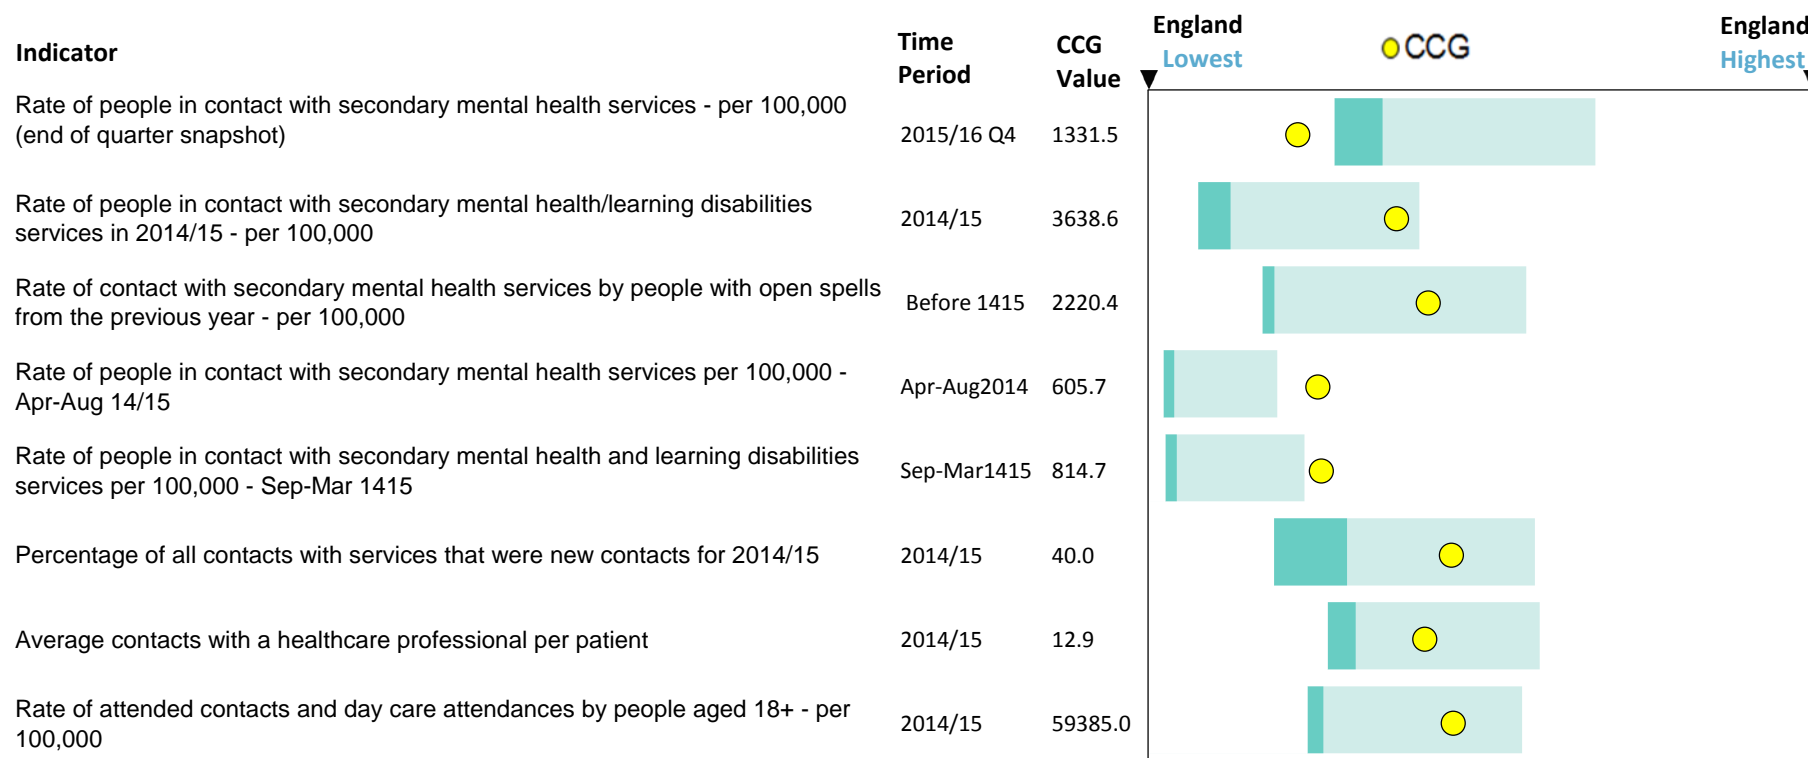 Indicator
Time
Period
CCG
Value
England
Lowest
CCG
England
Highest
Rate of people in contact with secondary mental health services - per 100,000
(end of quarter snapshot)
2015/16 Q4
1331.5
Rate of people in contact with secondary mental health/learning disabilities
services in 2014/15 - per 100,000
2014/15
3638.6
Rate of contact with secondary mental health services by people with open spells
from the previous year - per 100,000
Before 1415
2220.4
Rate of people in contact with secondary mental health services per 100,000 -
Apr-Aug 14/15
Apr-Aug2014
605.7
Rate of people in contact with secondary mental health and learning disabilities
services per 100,000 - Sep-Mar 1415
Sep-Mar1415
814.7
Percentage of all contacts with services that were new contacts for 2014/15
2014/15
40.0
Average contacts with a healthcare professional per patient
2014/15
12.9
Rate of attended contacts and day care attendances by people aged 18+ - per
100,000
2014/15
59385.0